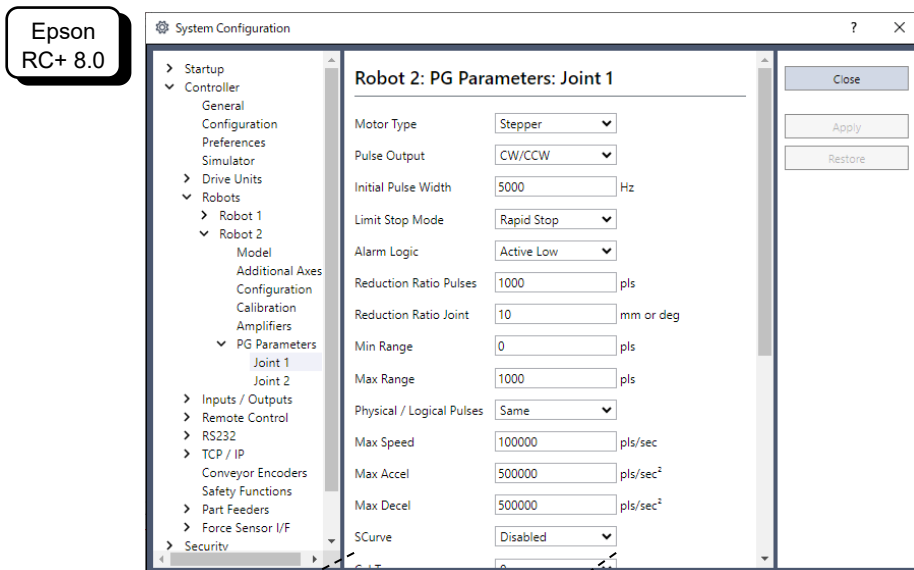 Epson
RC+ 8.0
System Configuration
?
Startup
Controller
General
Configuration
Preferences
Simulator
Drive Units
Robots
Robot 1
Robot 2
Model
Additional Axes
Configuration
Calibration
Amplifiers
PG Parameters
Joint 1
Joint 2
Inputs / Outputs
Remote Control
RS232
TCP / IP
Conveyor Encoders
Safety Functions
Part Feeders
Force Sensor I/F
Security
Robot 2: PG Parameters: Joint 1
Motor Type Stepper
Pulse Output CW/CCW
Initial Pulse Width 5000 Hz
Limit Stop Mode Rapid Stop
Alarm Logic Active Low
Reduction Ratio Pulses 1000 pls
Reduction Ratio Joint 10 mm or deg
Min Range 0 pls
Max Range 1000 pls
Physical / Logical Pulses Same
Max Speed 100000 pls/sec
Max Accel 500000 pls/sec²
Max Decel 500000 pls/sec²
SCurve Disabled
Close
Apply
Restore